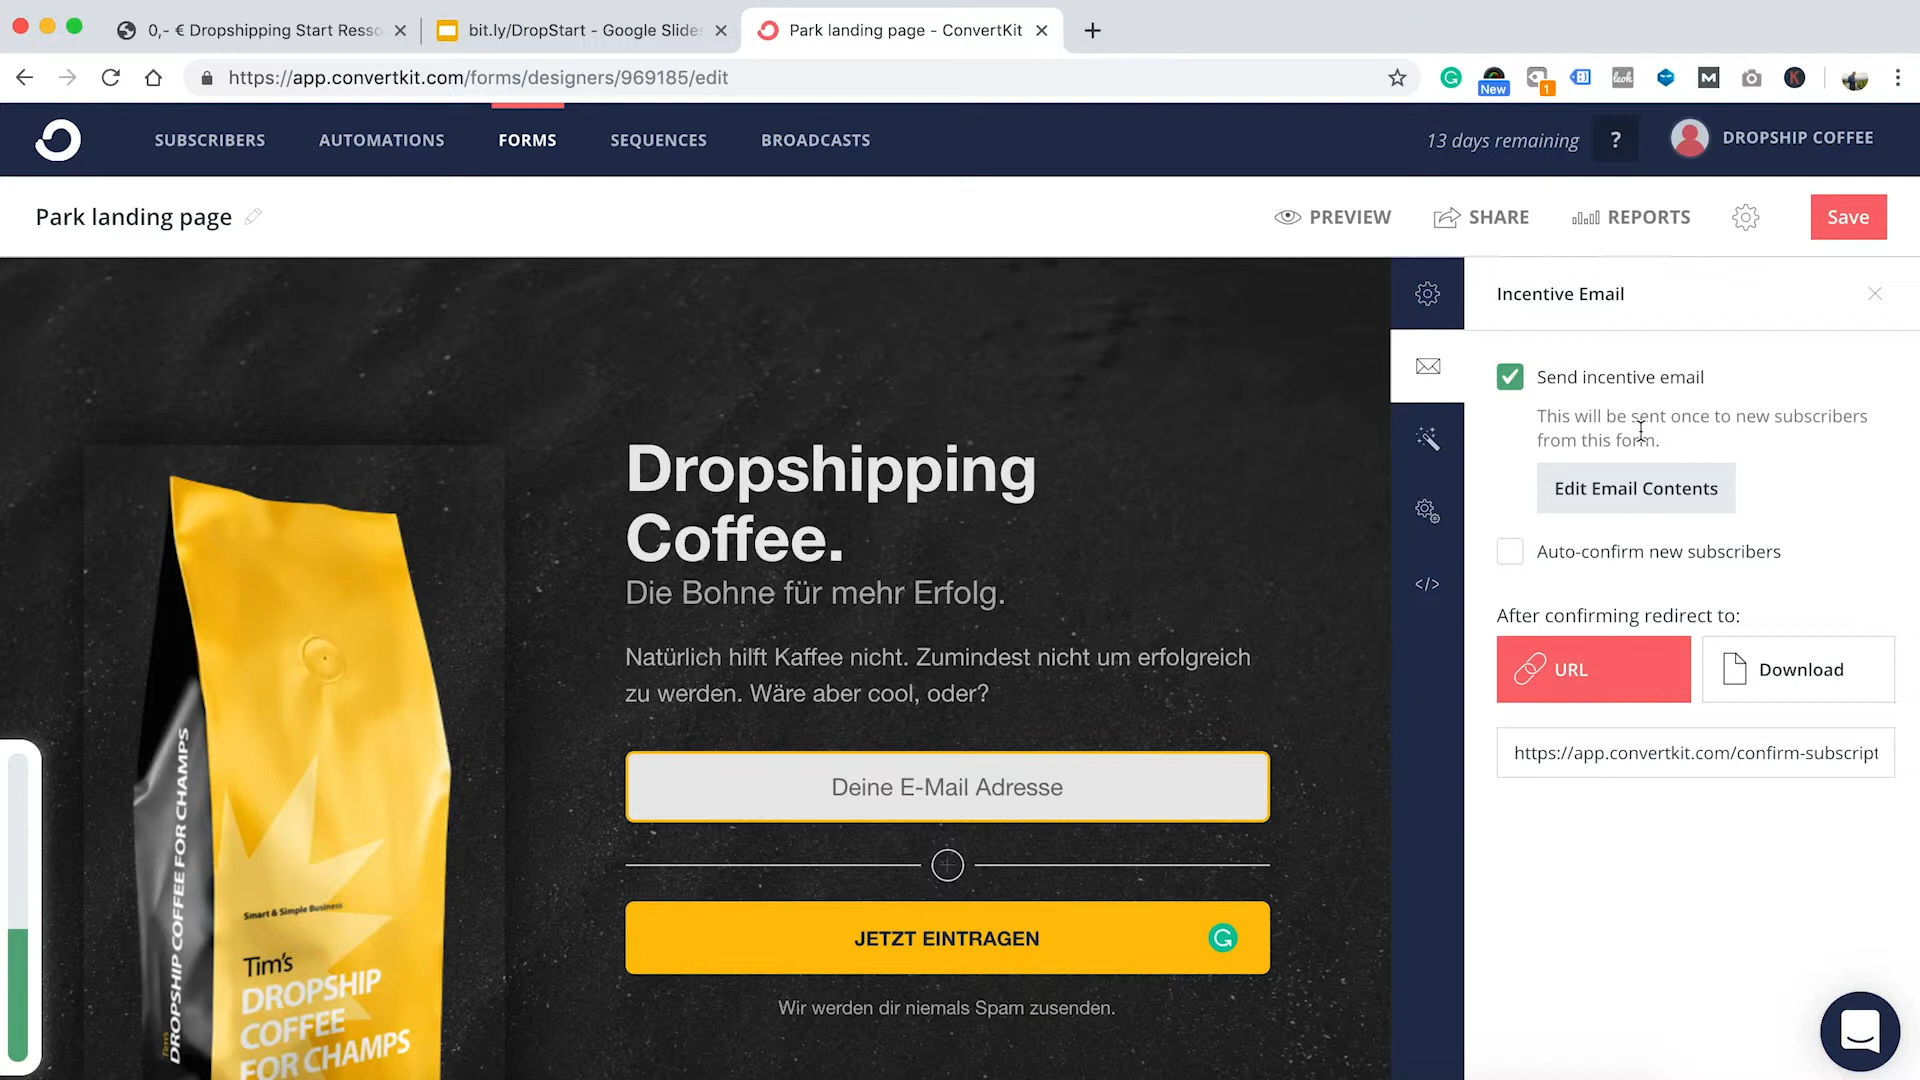 0,- € Dropshipping Start Resso
bit.ly/DropStart - Google Slides
Park landing page - ConvertKit
https://app.convertkit.com/forms/designers/969185/edit
New
1
SUBSCRIBERS
AUTOMATIONS
FORMS
SEQUENCES
BROADCASTS
13 days remaining
?
DROPSHIP COFFEE
Park landing page
PREVIEW
SHARE
REPORTS
Save
Incentive Email
Send incentive email
This will be sent once to new subscribers
from this form.
Edit Email Contents
Auto-confirm new subscribers
After confirming redirect to:
URL
Download
https://app.convertkit.com/confirm-subscript
Dropshipping
Coffee.
Die Bohne für mehr Erfolg.
Natürlich hilft Kaffee nicht. Zumindest nicht um erfolgreich
zu werden. Wäre aber cool, oder?
Deine E-Mail Adresse
JETZT EINTRAGEN
Wir werden dir niemals Spam zusenden.
DROPSHIP COFFEE FOR CHAMPS
Smart & Simple Business
Tim's
DROPSHIP
COFFEE
FOR CHAMPS